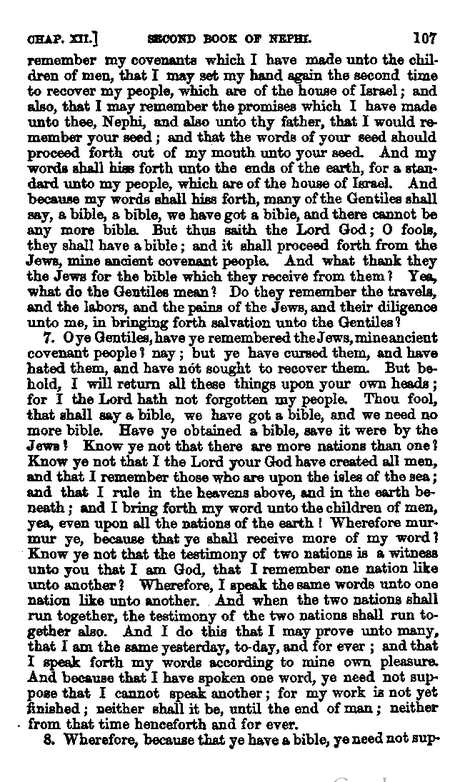 CHAP. XII.] SECOND BOOK OF NEPHI. 107
remember my covenants which I have made unto the chil-
dren of men, that I may set my hand again the second time
to recover my people, which are of the house of Israel; and
also, that I may remember the promises which I have made
unto thee, Nephi, and also unto thy father, that I would re-
member your seed; and that the words of your seed should
proceed forth out of my mouth unto your seed. And my
words shall hiss forth unto the ends of the earth, for a stan-
dard unto my people, which are of the house of Israel. And
because my words shall hiss forth, many of the Gentiles shall
say, a bible, a bible, we have got a bible, and there cannot be
any more bible. But thus saith the Lord God; O fools,
they shall have a bible; and it shall proceed forth from the
Jews, mine ancient covenant people. And what thank they
the Jews for the bible which they receive from them? Yea,
what do the Gentiles mean? Do they remember the travels,
and the labors, and the pains of the Jews, and their diligence
unto me, in bringing forth salvation unto the Gentiles?
7. O ye Gentiles, have ye remembered the Jews, mine ancient
covenant people? nay; but ye have cursed them, and have
hated them, and have not sought to recover them. But be-
hold, I will return all these things upon your own heads;
for I the Lord hath not forgotten my people. Thou fool,
that shall say a bible, we have got a bible, and we need no
more bible. Have ye obtained a bible, save it were by the
Jews? Know ye not that there are more nations than one?
Know ye not that I the Lord your God have created all men,
and that I remember those who are upon the isles of the sea;
and that I rule in the heavens above, and in the earth be-
neath; and I bring forth my word unto the children of men,
yea, even upon all the nations of the earth! Wherefore mur-
mur ye, because that ye shall receive more of my word?
Know ye not that the testimony of two nations is a witness
unto you that I am God, that I remember one nation like
unto another? Wherefore, I speak the same words unto one
nation like unto another. And when the two nations shall
run together, the testimony of the two nations shall run to-
gether also. And I do this that I may prove unto many,
that I am the same yesterday, to-day, and for ever; and that
I speak forth my words according to mine own pleasure.
And because that I have spoken one word, ye need not sup-
pose that I cannot speak another; for my work is not yet
finished; neither shall it be, until the end of man; neither
from that time henceforth and for ever.
8. Wherefore, because that ye have a bible, ye need not sup-